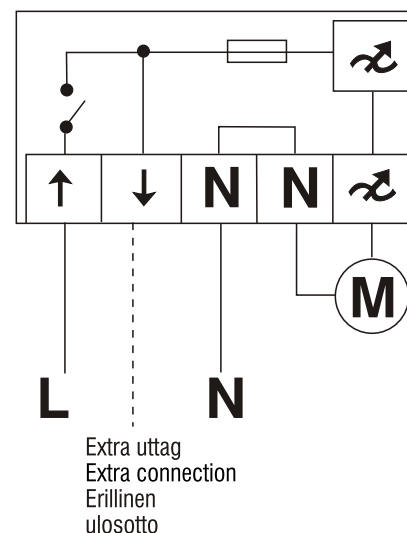 N N
M
L N
Extra uttag
Extra connection
Erillinen
ulosotto